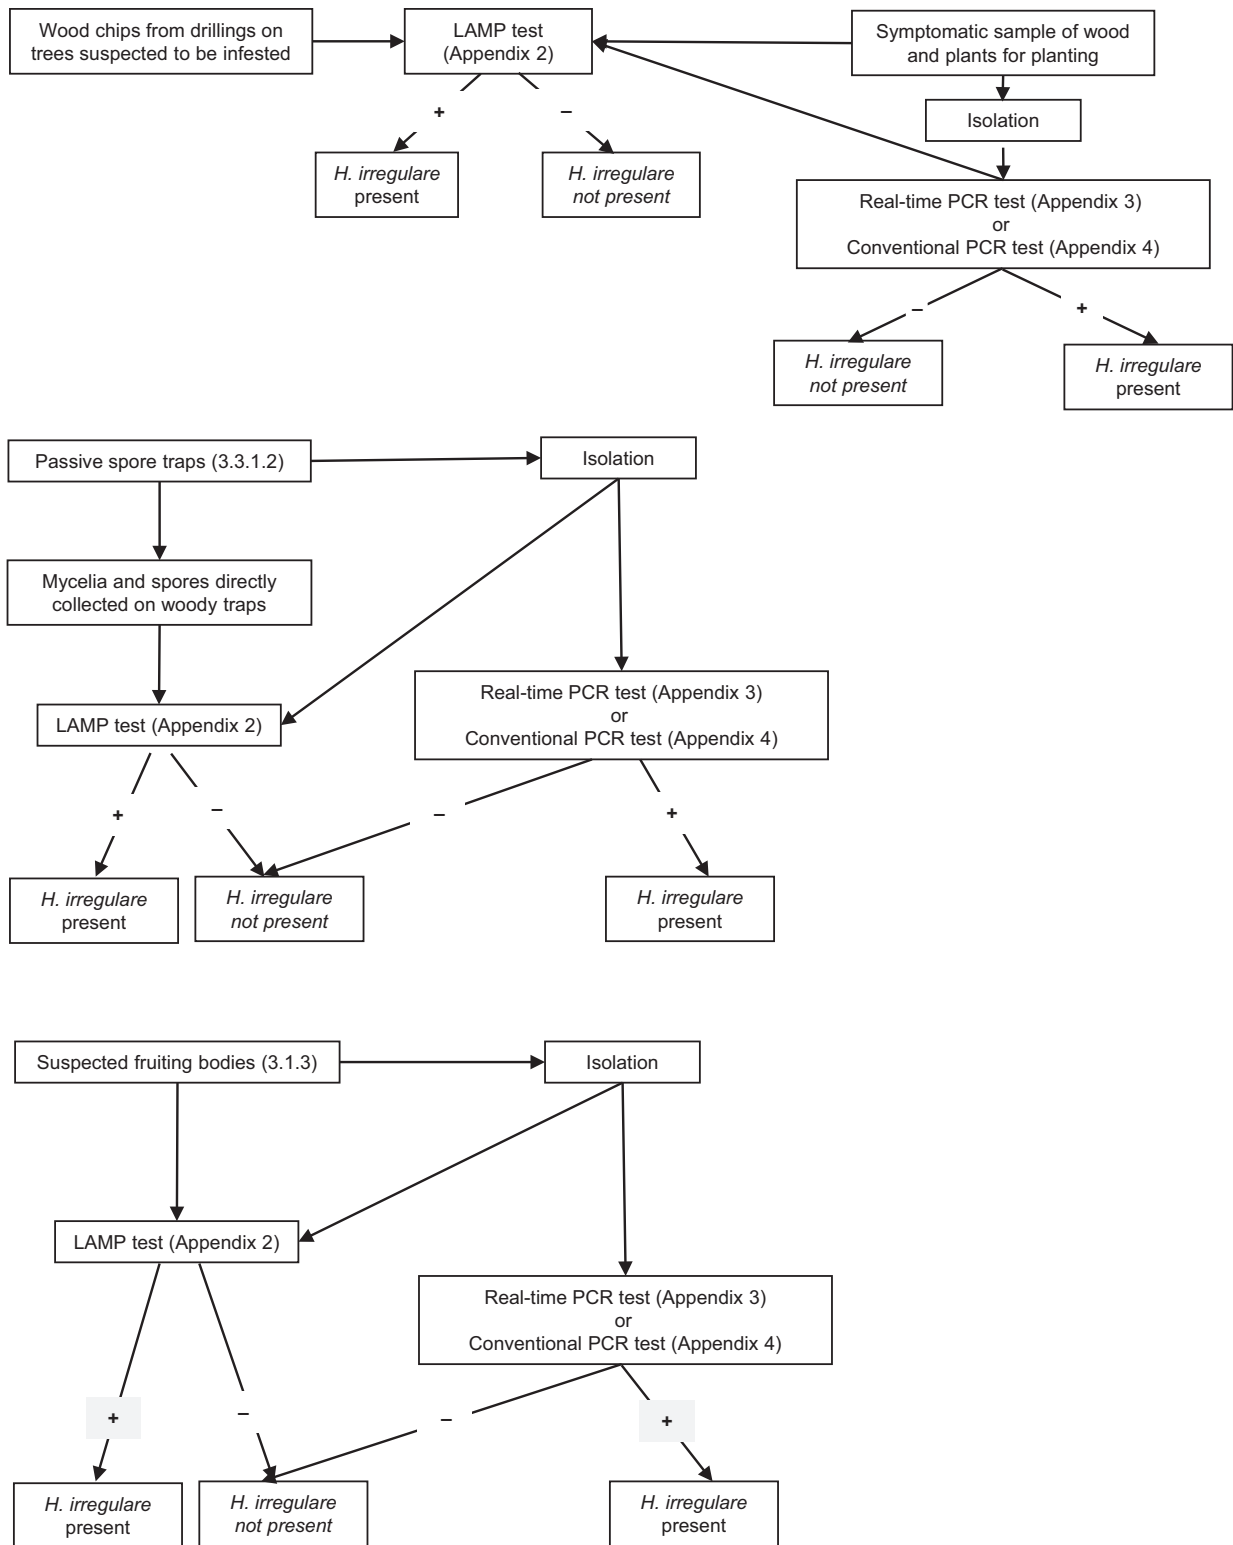 Wood chips from drillings on
trees suspected to be infested
LAMP test
(Appendix 2)
Symptomatic sample of wood
and plants for planting
Isolation
+
–
H. irregulare
present
H. irregulare
not present
Real-time PCR test (Appendix 3)
or
Conventional PCR test (Appendix 4)
–
+
H. irregulare
not present
H. irregulare
present
Passive spore traps (3.3.1.2)
Isolation
Mycelia and spores directly
collected on woody traps
LAMP test (Appendix 2)
Real-time PCR test (Appendix 3)
or
Conventional PCR test (Appendix 4)
+
–
–
+
H. irregulare
present
H. irregulare
not present
H. irregulare
present
Suspected fruiting bodies (3.1.3)
Isolation
LAMP test (Appendix 2)
Real-time PCR test (Appendix 3)
or
Conventional PCR test (Appendix 4)
+
–
–
+
H. irregulare
present
H. irregulare
not present
H. irregulare
present